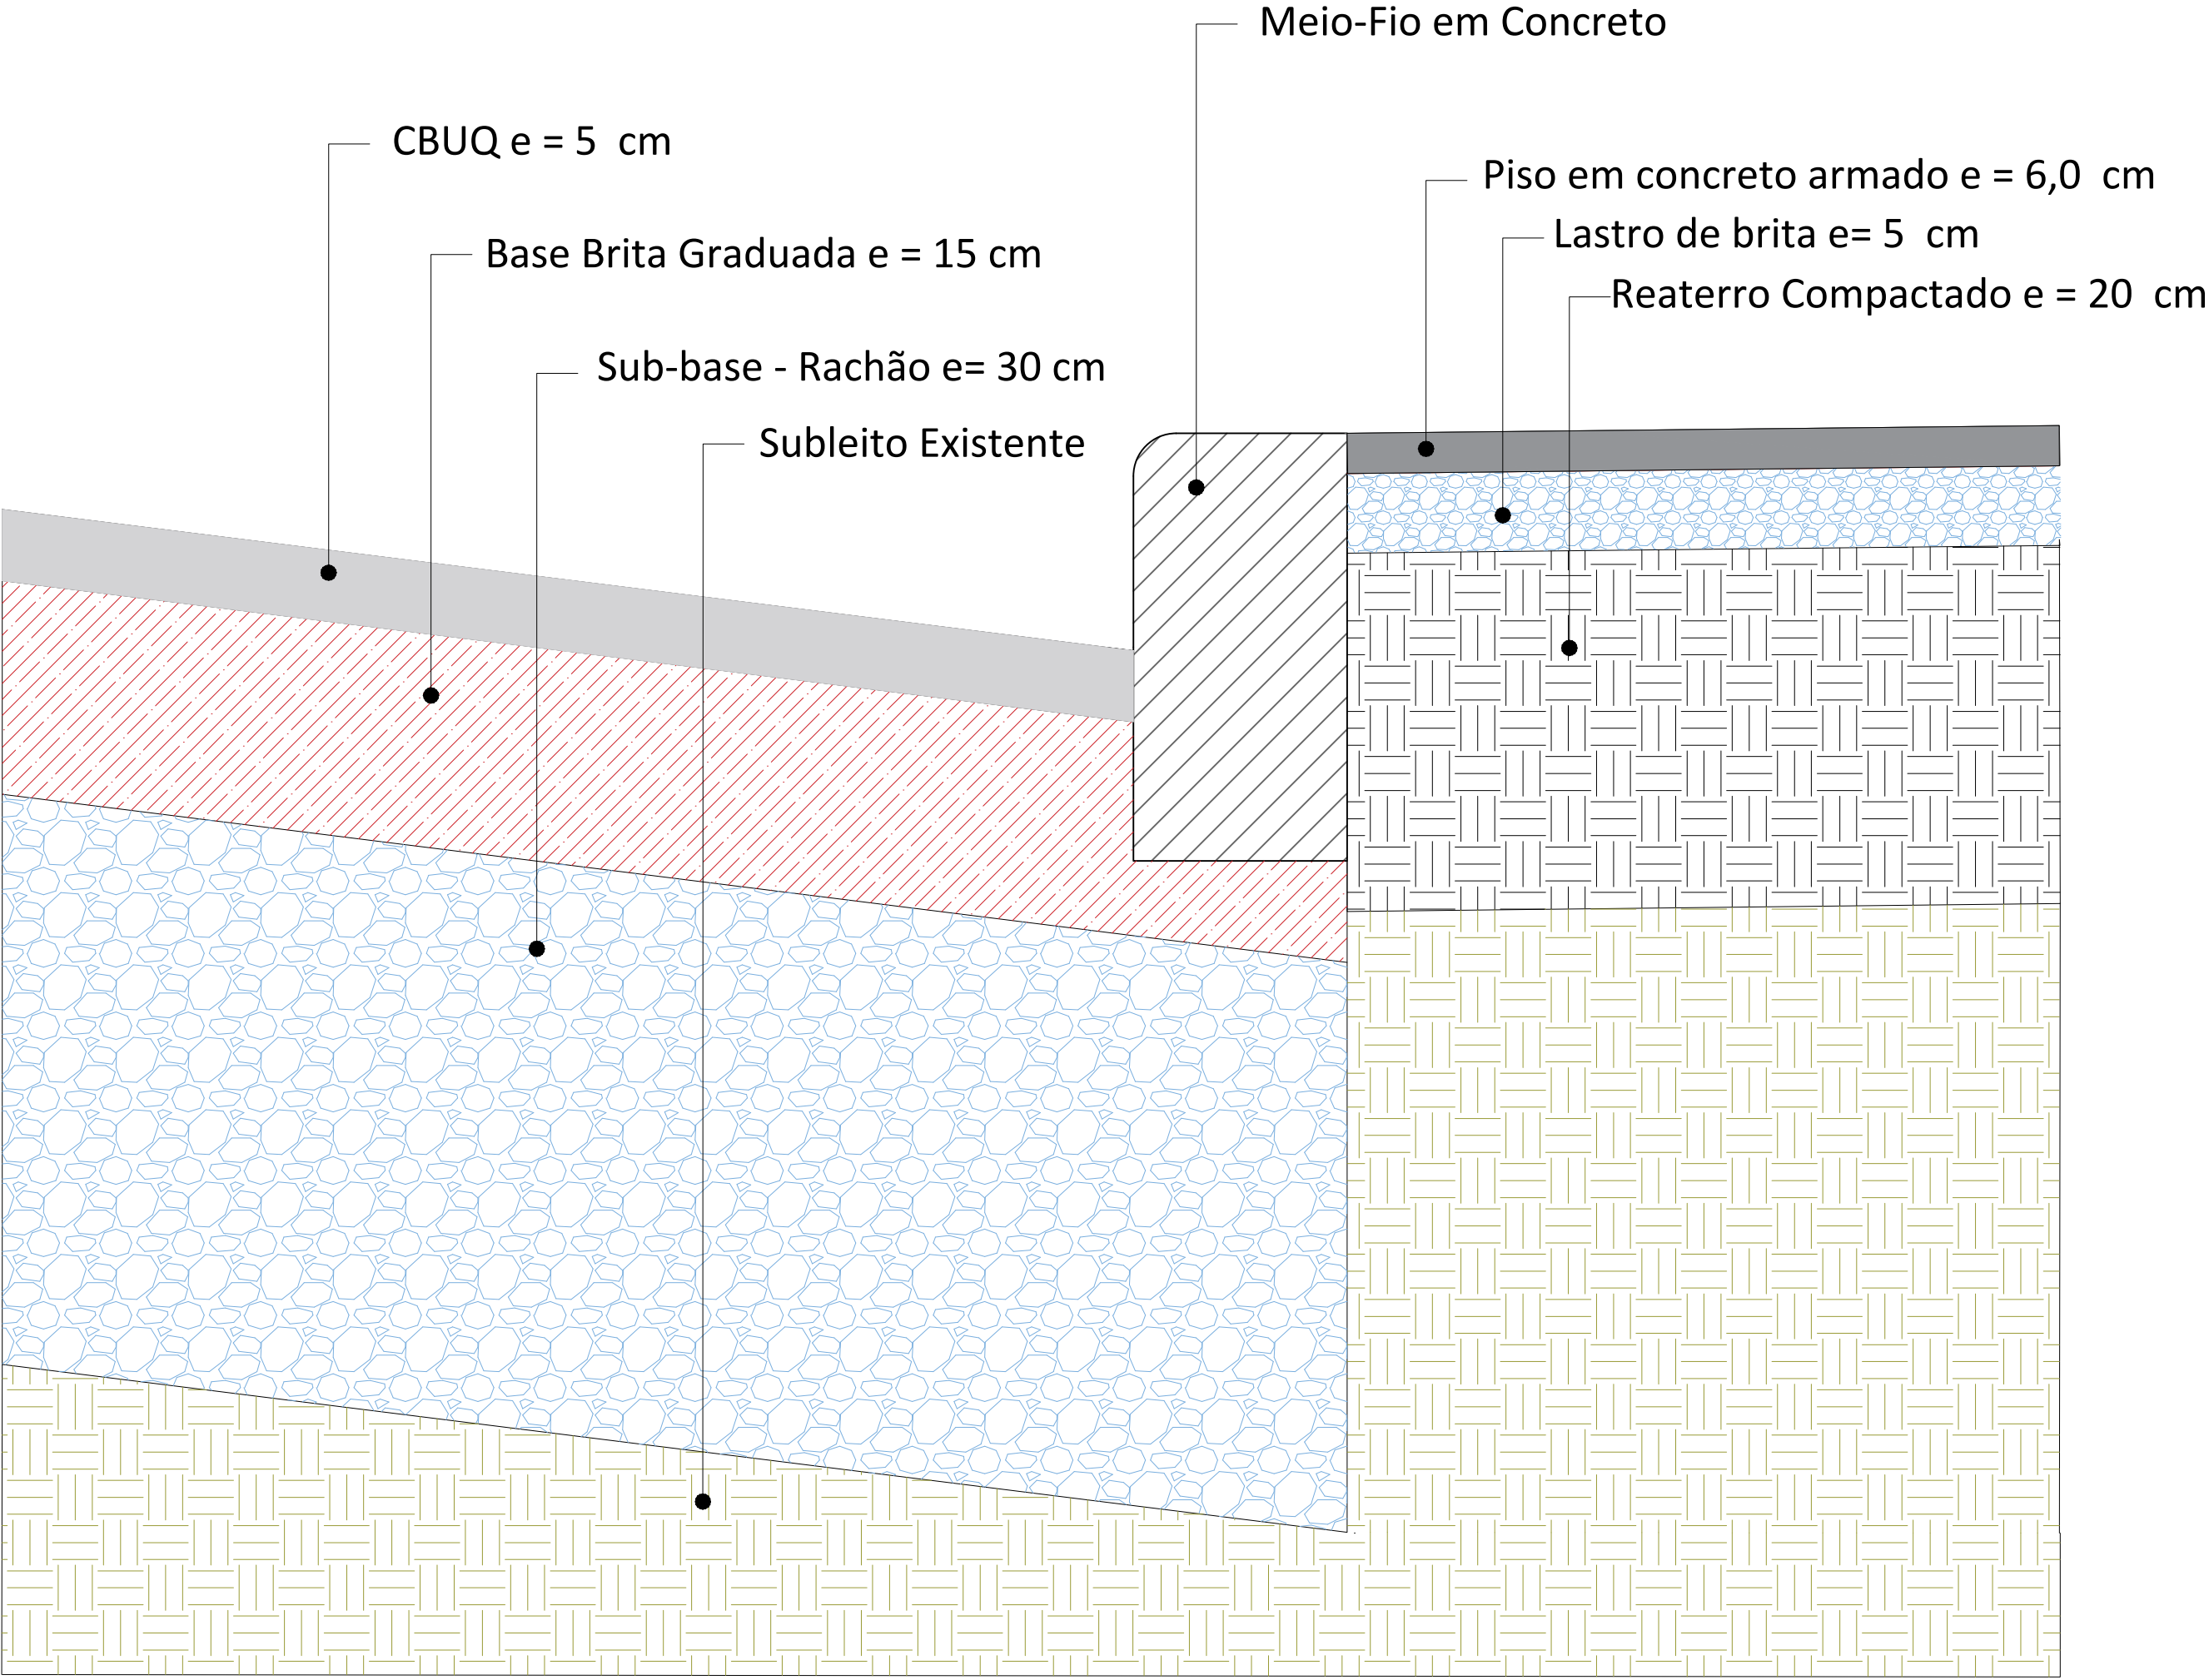 Meio-Fio em Concreto
CBUQ e = 5 cm
Piso em concreto armado e = 6,0 cm
Lastro de brita e= 5 cm
Base Brita Graduada e = 15 cm
Reaterro Compactado e = 20 cm
Sub-base - Rachão e= 30 cm
Subleito Existente